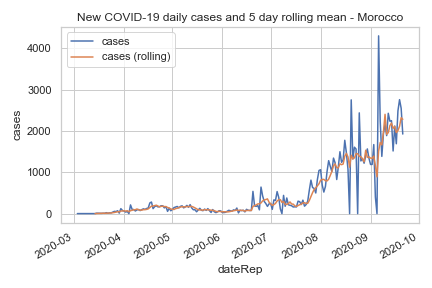 New COVID-19 daily cases and 5 day rolling mean - Morocco
cases
cases (rolling)
4000
3000
2000
1000
0
cases
2020-03
2020-04
2020-05
2020-06
2020-07
2020-08
2020-09
2020-10
dateRep